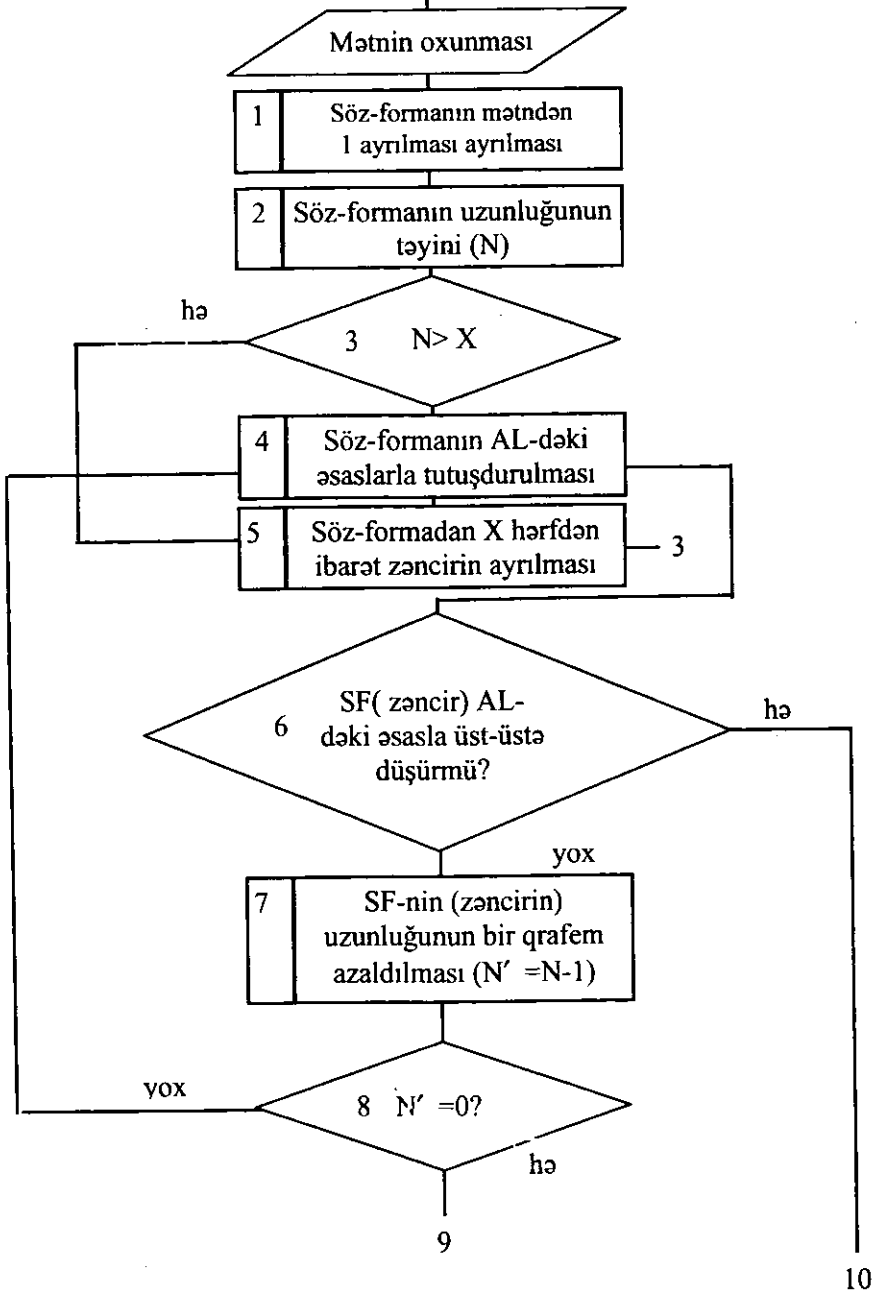 Mətnin oxunması
1 Söz-formanın mətndən
1 ayrılması ayrılması
2 Söz-formanın uzunluğunun
təyini (N)
hə
3 N> X
4 Söz-formanın AL-dəki
əsaslarla tutuşdurulması
5 Söz-formadan X hərfdən
ibarət zəncirin ayrılması
3
6 SF( zəncir) AL-
dəki əsasla üst-üstə
düşürmü?
hə
yox
7 SF-nin (zəncirin)
uzunluğunun bir qrafem
azaldılması (N′ =N-1)
yox
8 N′ =0?
hə
9
10